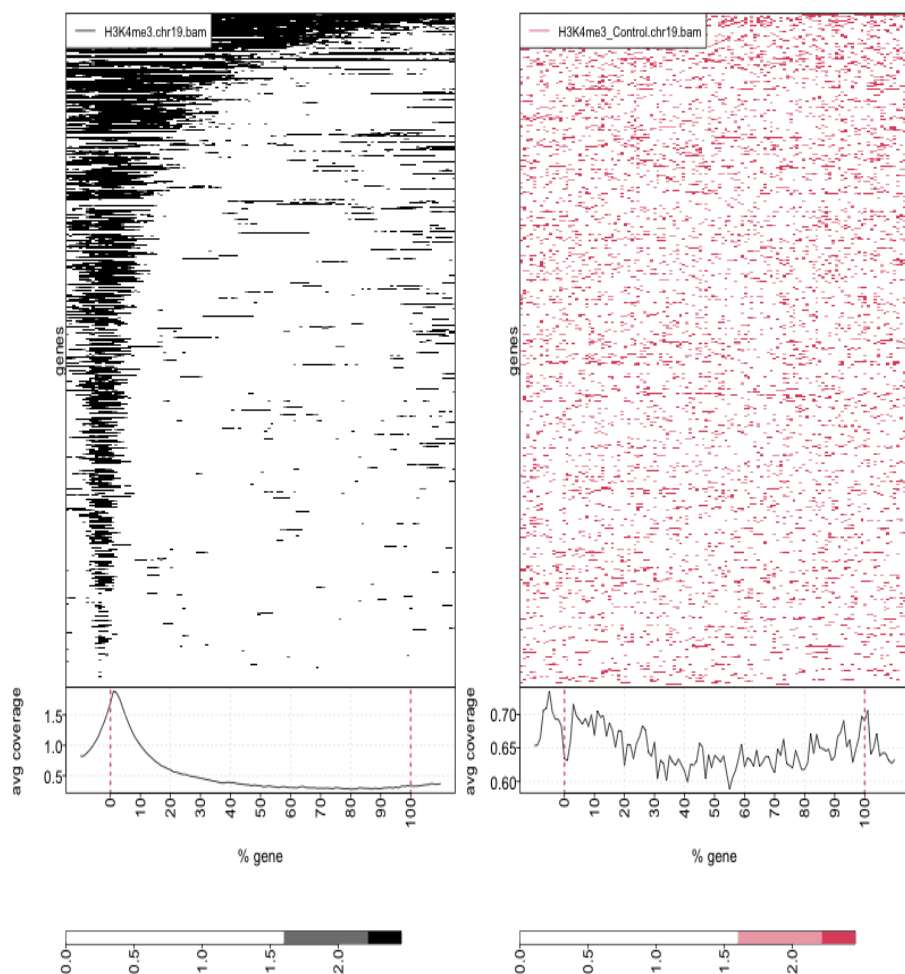 H3K4me3.chr19.bam
H3K4me3_Control.chr19.bam
genes
genes
avg coverage
1.5
1.0
0.5
avg coverage
0.70
0.65
0.60
0 10 20 30 40 50 60 70 80 90 100
0 10 20 30 40 50 60 70 80 90 100
% gene
% gene
0.0 0.5 1.0 1.5 2.0
0.0 0.5 1.0 1.5 2.0